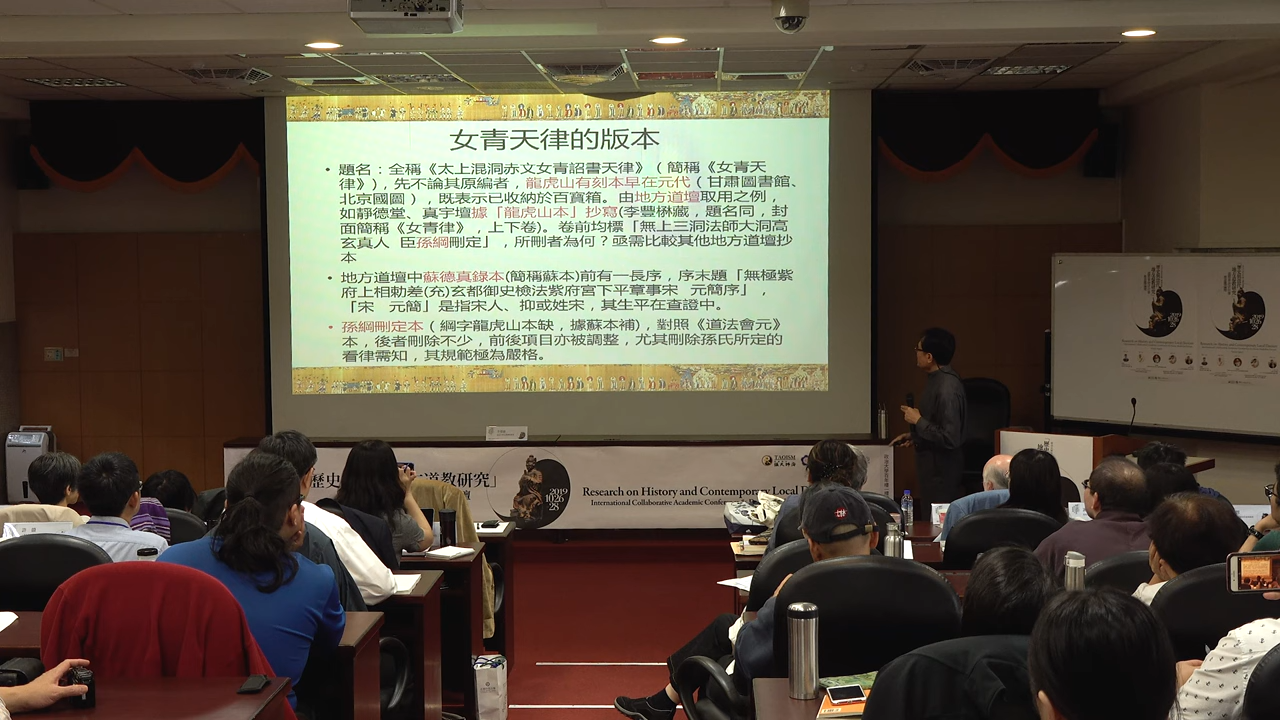 女青天律的版本
• 題名：全稱《太上混洞赤文女青詔書天律》（簡稱《女青天
律》），先不論其原編者，龍虎山有刻本早在元代（甘肅圖書館、
北京國圖），既表示已收納於百寶箱。由地方道壇取用之例，
如靜德堂、真宇壇據「龍虎山本」抄寫(李豐楙藏，題名同，封
面簡稱《女青律》，上下卷)。卷前均標「無上三洞法師大洞高
玄真人 臣孫綱刪定」，所刪者為何？亟需比較其他地方道壇抄
本
• 地方道壇中蘇德真錄本(簡稱蘇本)前有一長序，序末題「無極紫
府上相勅差(充)玄都御史檢法紫府宮下平章事宋 元簡序」，
「宋 元簡」是指宋人、抑或姓宋，其生平在查證中。
• 孫綱刪定本（綱字龍虎山本缺，據蘇本補)，對照《道法會元》
本，後者刪除不少，前後項目亦被調整，尤其刪除孫氏所定的
看律需知，其規範極為嚴格。
歷史
道教研究」
2019
10/26
28
TAOISM
Research on History and Contemporary Local
International Collaborative Academic